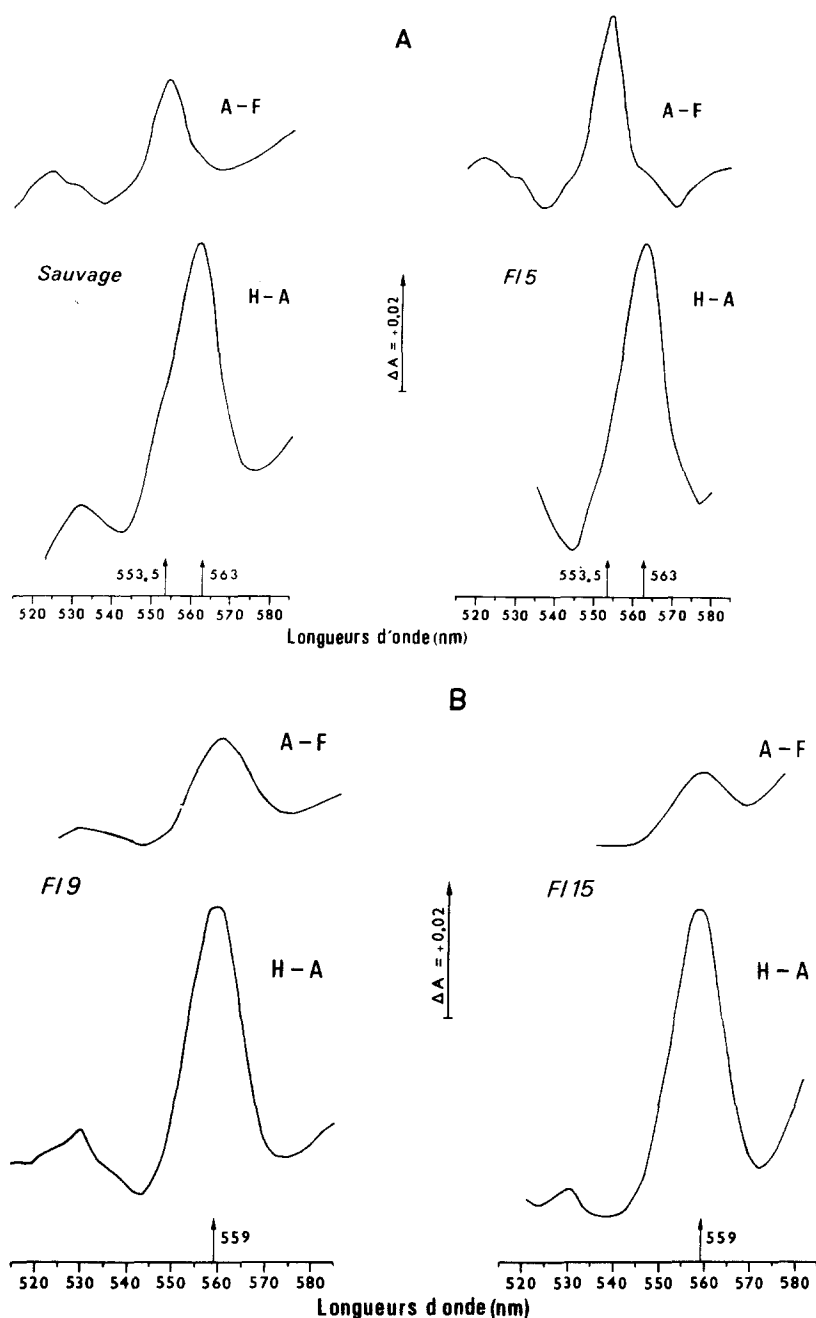 A
A – F
A – F
Sauvage
H – A
ΔA = +0,02
Fl 5
H – A
553,5 563
553,5 563
520 530 540 550 560 570 580
520 530 540 550 560 570 580
Longueurs d'onde (nm)
B
A – F
A – F
Fl 9
ΔA = +0,02
Fl 15
H – A
H – A
559
559
520 530 540 550 560 570 580
520 530 540 550 560 570 580
Longueurs d onde (nm)